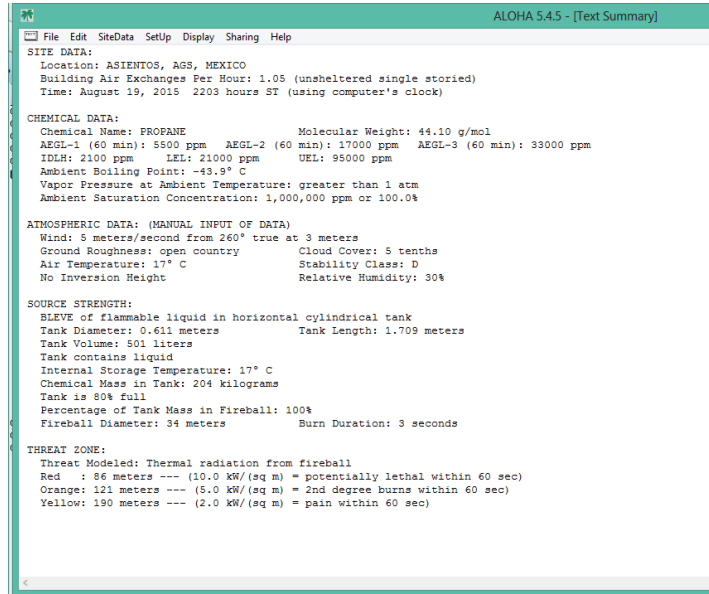 ALOHA 5.4.5 - [Text Summary]
File Edit SiteData SetUp Display Sharing Help
SITE DATA:
Location: ASIENTOS, AGS, MEXICO
Building Air Exchanges Per Hour: 1.05 (unsheltered single storied)
Time: August 19, 2015 2203 hours ST (using computer's clock)
CHEMICAL DATA:
Chemical Name: PROPANE Molecular Weight: 44.10 g/mol
AEGL-1 (60 min): 5500 ppm AEGL-2 (60 min): 17000 ppm AEGL-3 (60 min): 33000 ppm
IDLH: 2100 ppm LEL: 21000 ppm UEL: 95000 ppm
Ambient Boiling Point: -43.9° C
Vapor Pressure at Ambient Temperature: greater than 1 atm
Ambient Saturation Concentration: 1,000,000 ppm or 100.0%
ATMOSPHERIC DATA: (MANUAL INPUT OF DATA)
Wind: 5 meters/second from 260° true at 3 meters
Ground Roughness: open country Cloud Cover: 5 tenths
Air Temperature: 17° C Stability Class: D
No Inversion Height Relative Humidity: 30%
SOURCE STRENGTH:
BLEVE of flammable liquid in horizontal cylindrical tank
Tank Diameter: 0.611 meters Tank Length: 1.709 meters
Tank Volume: 501 liters
Tank contains liquid
Internal Storage Temperature: 17° C
Chemical Mass in Tank: 204 kilograms
Tank is 80% full
Percentage of Tank Mass in Fireball: 100%
Fireball Diameter: 34 meters Burn Duration: 3 seconds
THREAT ZONE:
Threat Modeled: Thermal radiation from fireball
Red : 86 meters --- (10.0 kW/(sq m) = potentially lethal within 60 sec)
Orange: 121 meters --- (5.0 kW/(sq m) = 2nd degree burns within 60 sec)
Yellow: 190 meters --- (2.0 kW/(sq m) = pain within 60 sec)